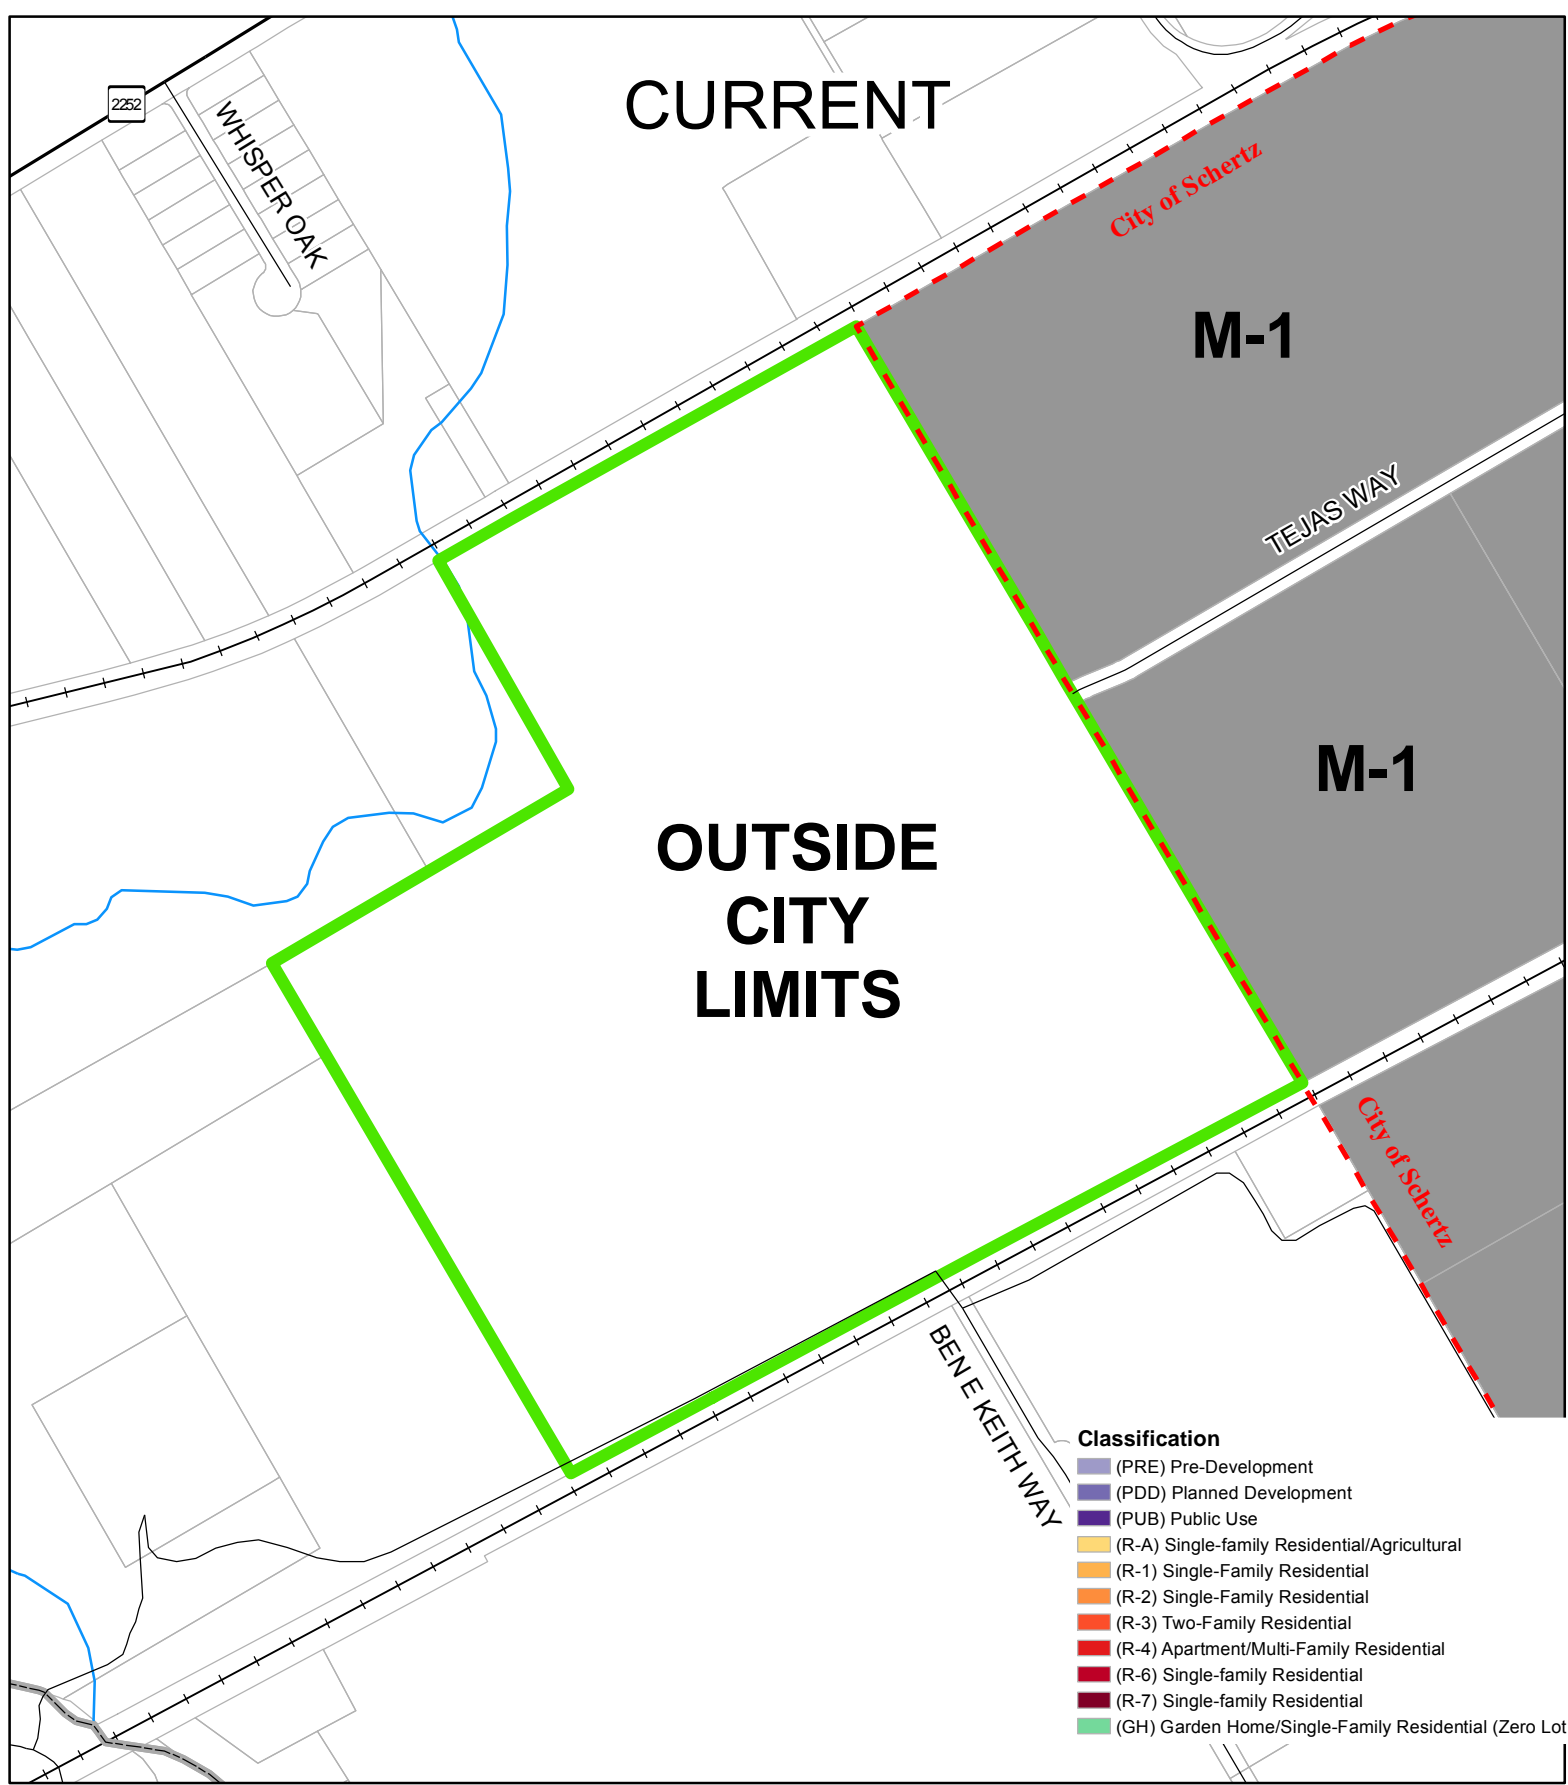 CURRENT
2252
WHISPER OAK
City of Schertz
M-1
TEJAS WAY
M-1
OUTSIDE
CITY
LIMITS
City of Schertz
BEN E KEITH WAY
Classification
(PRE) Pre-Development
(PDD) Planned Development
(PUB) Public Use
(R-A) Single-family Residential/Agricultural
(R-1) Single-Family Residential
(R-2) Single-Family Residential
(R-3) Two-Family Residential
(R-4) Apartment/Multi-Family Residential
(R-6) Single-family Residential
(R-7) Single-family Residential
(GH) Garden Home/Single-Family Residential (Zero Lot